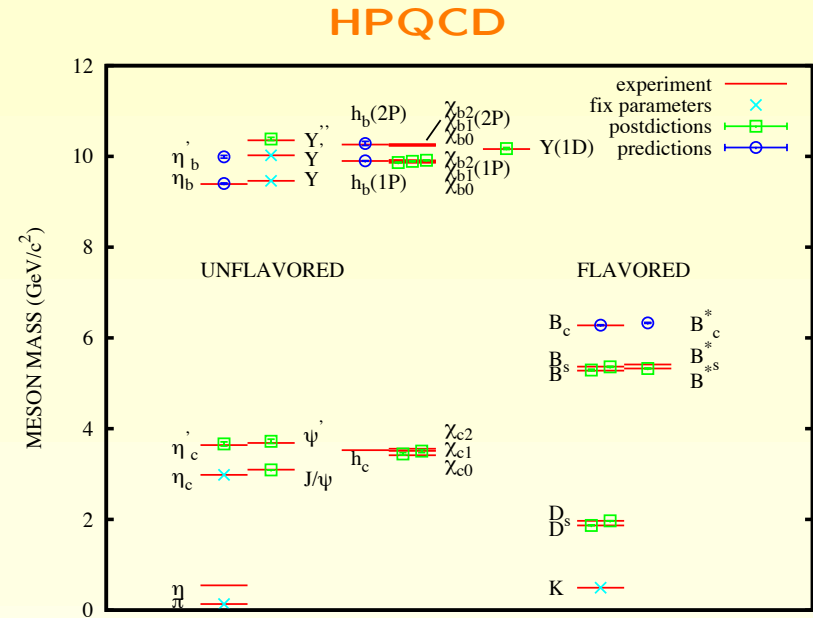 HPQCD
12
10
8
6
4
2
0
MESON MASS (GeV/c²)
experiment
fix parameters
postdictions
predictions
η'b
ηb
Υ''
Υ'
Υ
hb(2P)
hb(1P)
χb2
χb1(2P)
χb0
χb2
χb1(1P)
χb0
Υ(1D)
UNFLAVORED
FLAVORED
Bc
B*c
Bs
B
B*s
B*
η'c
ηc
ψ'
J/ψ
hc
χc2
χc1
χc0
Ds
D
η
π
K